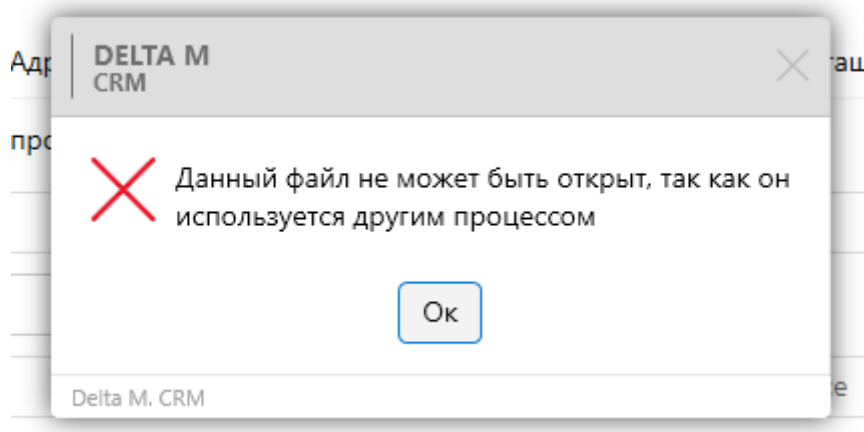 DELTA M
CRM
Данный файл не может быть открыт, так как он
используется другим процессом
Ок
Delta M. CRM